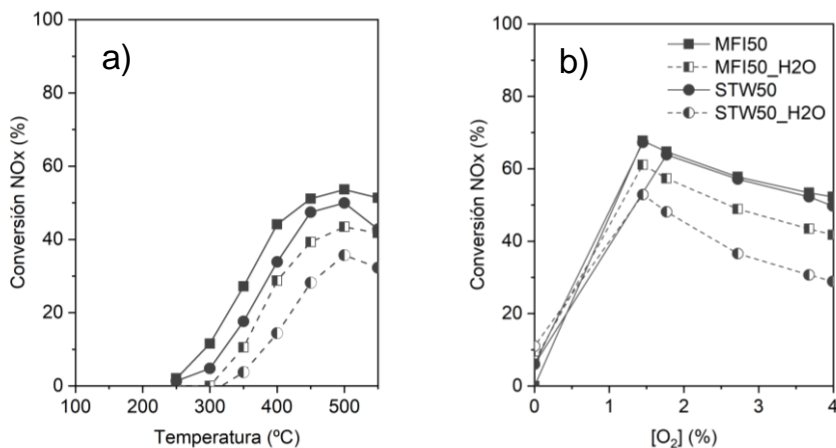 a)
Conversión NOx (%)
100
80
60
40
20
0
100
200
300
400
500
Temperatura (ºC)
b)
MFI50
MFI50_H2O
STW50
STW50_H2O
Conversión NOx (%)
100
80
60
40
20
0
0
1
2
3
4
[O₂] (%)